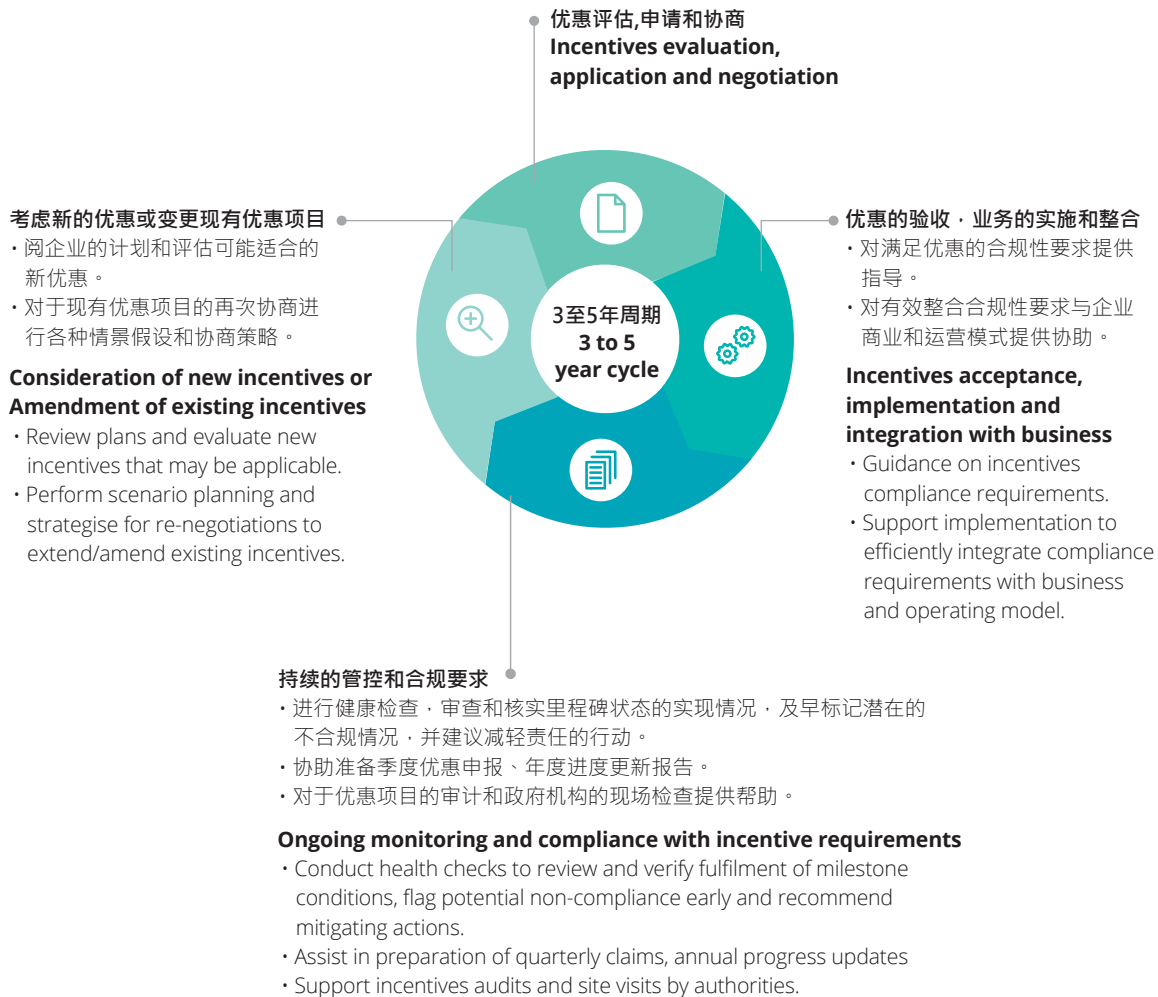 优惠评估,申请和协商
Incentives evaluation,
application and negotiation
考虑新的优惠或变更现有优惠项目
·阅企业的计划和评估可能适合的
新优惠。
·对于现有优惠项目的再次协商进
行各种情景假设和协商策略。
Consideration of new incentives or
Amendment of existing incentives
·Review plans and evaluate new
incentives that may be applicable.
·Perform scenario planning and
strategise for re-negotiations to
extend/amend existing incentives.
3至5年周期
3 to 5
year cycle
优惠的验收，业务的实施和整合
·对满足优惠的合规性要求提供
指导。
·对有效整合合规性要求与企业
商业和运营模式提供协助。
Incentives acceptance,
implementation and
integration with business
·Guidance on incentives
compliance requirements.
·Support implementation to
efficiently integrate compliance
requirements with business
and operating model.
持续的管控和合规要求
·进行健康检查，审查和核实里程碑状态的实现情况，及早标记潜在的
不合规情况，并建议减轻责任的行动。
·协助准备季度优惠申报、年度进度更新报告。
·对于优惠项目的审计和政府机构的现场检查提供帮助。
Ongoing monitoring and compliance with incentive requirements
·Conduct health checks to review and verify fulfilment of milestone
conditions, flag potential non-compliance early and recommend
mitigating actions.
·Assist in preparation of quarterly claims, annual progress updates
·Support incentives audits and site visits by authorities.